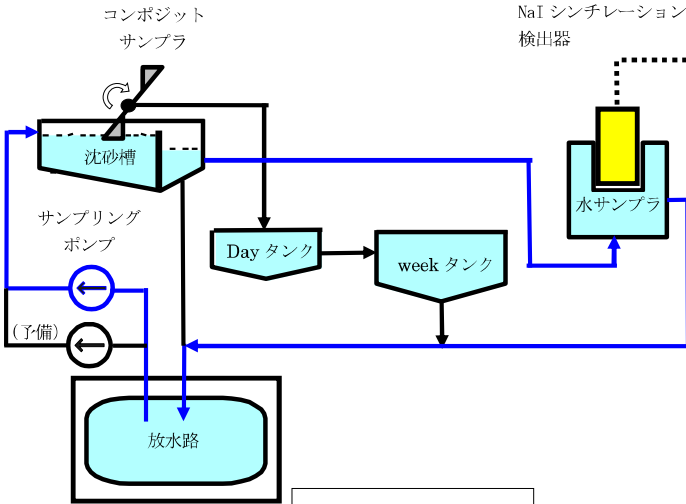 コンポジット
サンプラ
NaI シンチレーション
検出器
沈砂槽
水サンプラ
サンプリング
ポンプ
Day タンク
week タンク
(予備)
放水路